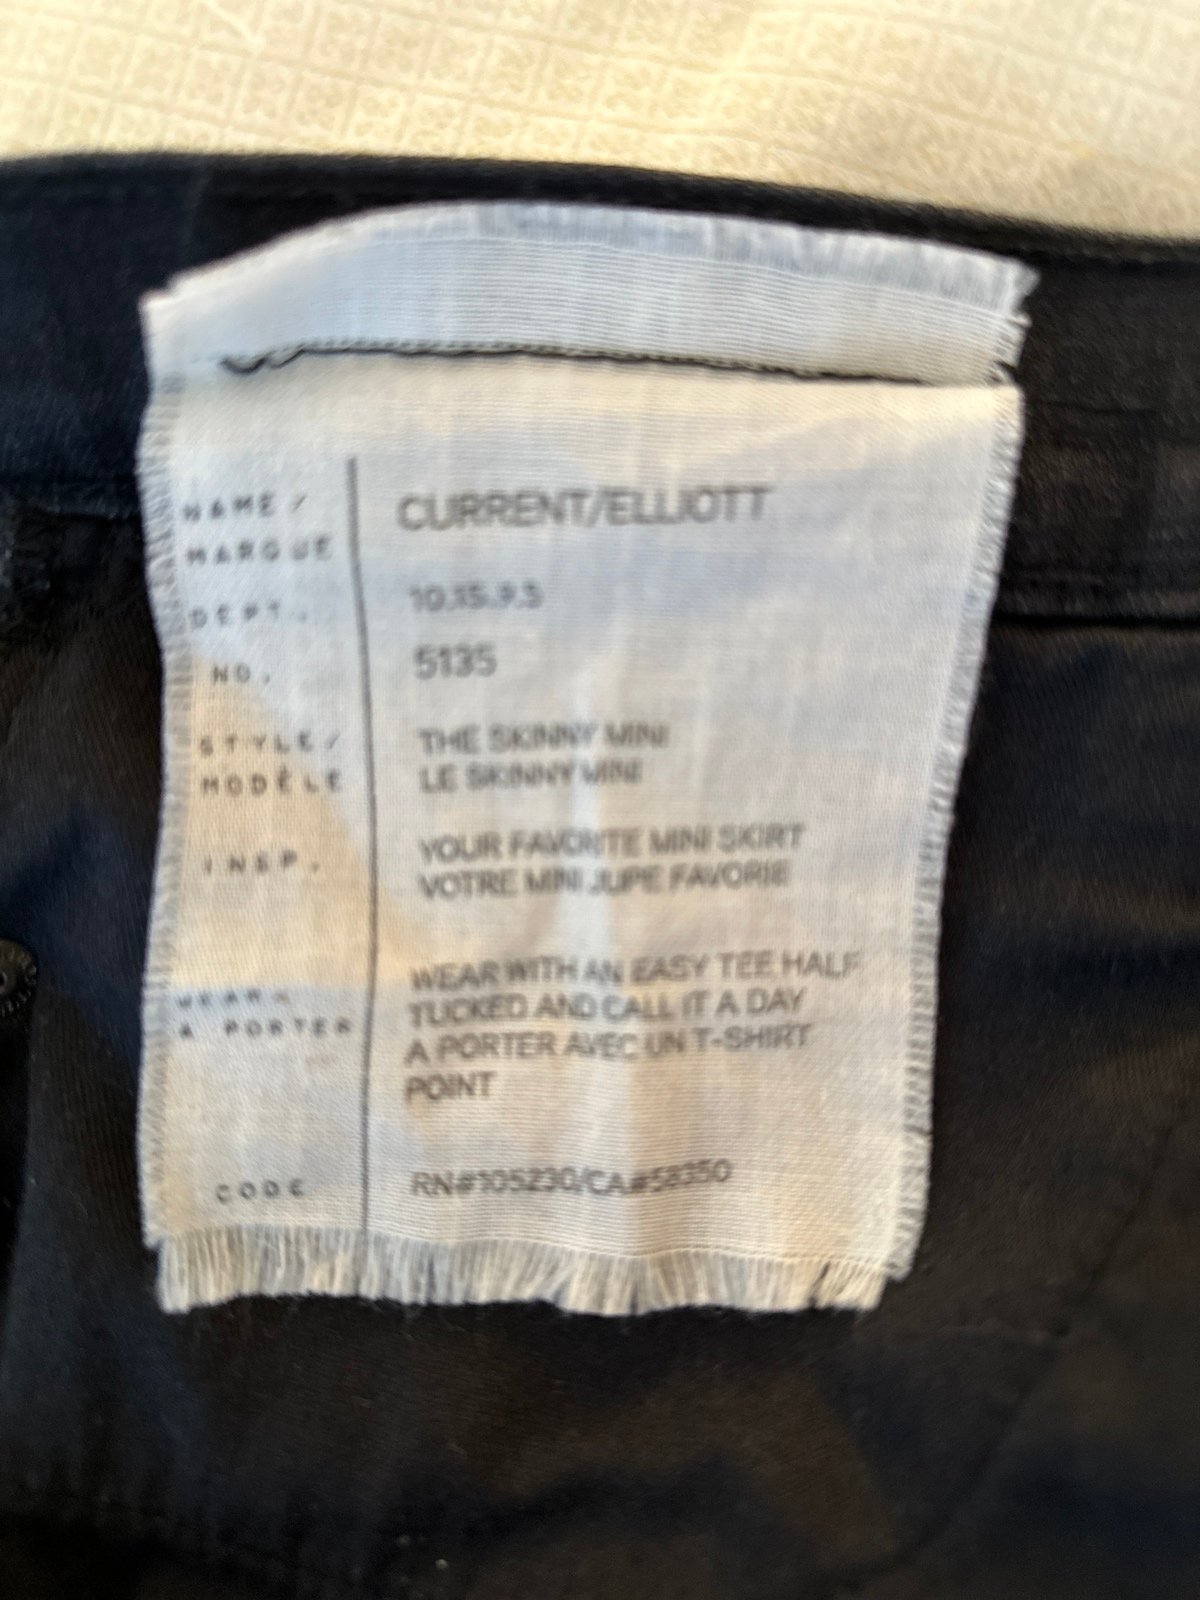 NAME / CURRENT/ELLIOTT
MARQUE
DEPT. 10.15.9.5
NO. 5135
STYLE / THE SKINNY MINI
MODÈLE LE SKINNY MINI
INSP. YOUR FAVORITE MINI SKIRT
VOTRE MINI JUPE FAVORIE
WEAR WITH AN EASY TEE HALF
TUCKED AND CALL IT A DAY
A PORTER A PORTER AVEC UN T-SHIRT
POINT
CODE RN#105230/CA#58350